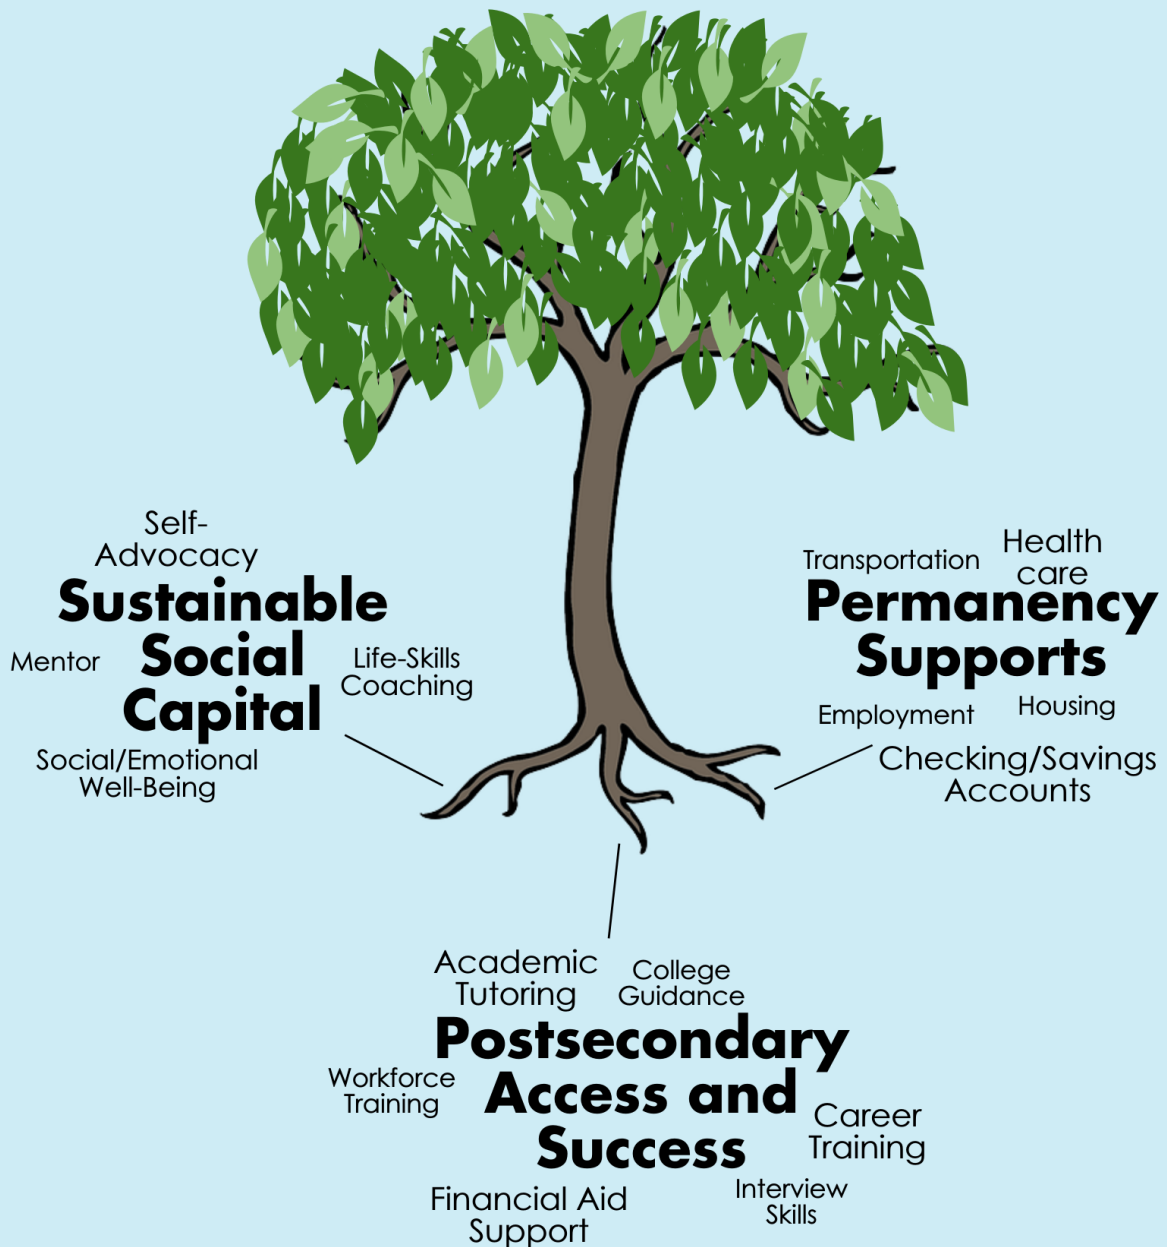 Self-
Advocacy
Sustainable
Social
Capital
Mentor
Life-Skills
Coaching
Social/Emotional
Well-Being
Transportation
Health
care
Permanency
Supports
Employment
Housing
Checking/Savings
Accounts
Academic
Tutoring
College
Guidance
Postsecondary
Access and
Success
Workforce
Training
Career
Training
Financial Aid
Support
Interview
Skills